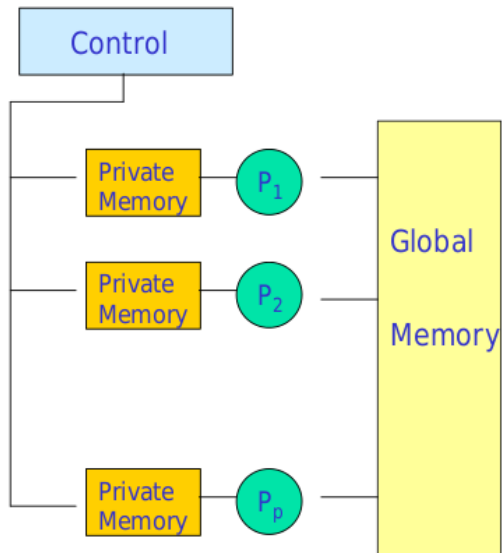 Control
Private
Memory
P₁
Global
Private
Memory
P₂
Memory
Private
Memory
Pₚ